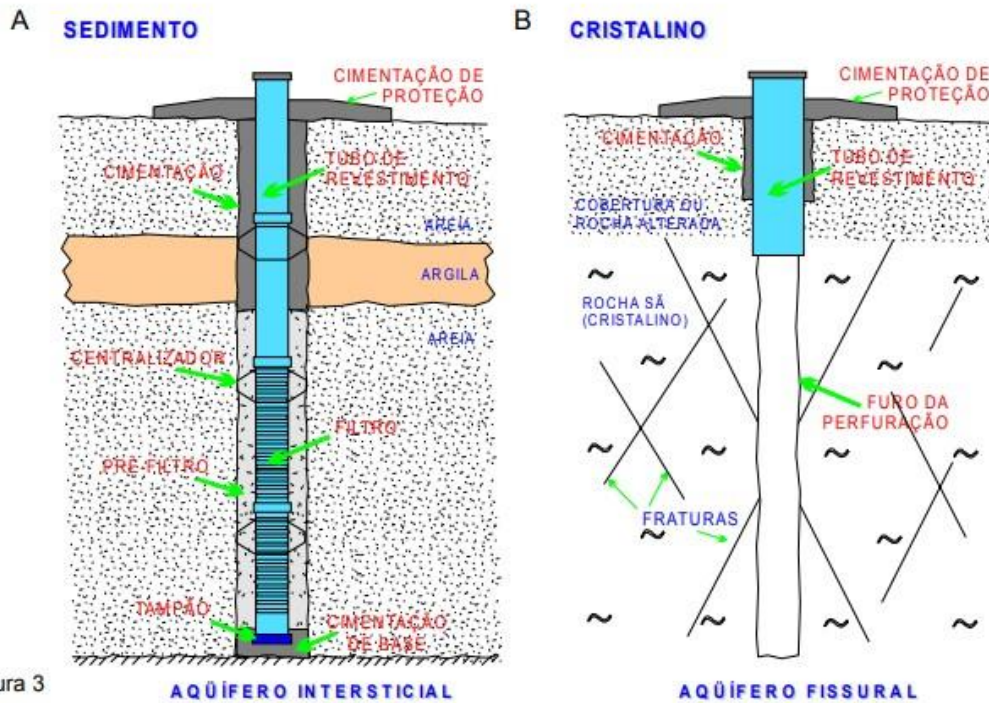 A
SEDIMENTO
CIMENTAÇÃO DE
PROTEÇÃO
CIMENTAÇÃO
TUBO DE
REVESTIMENTO
AREIA
ARGILA
AREIA
CENTRALIZADOR
FILTRO
PRÉ-FILTRO
TAMPÃO
CIMENTAÇÃO
DE BASE
AQÜÍFERO INTERSTICIAL
B
CRISTALINO
CIMENTAÇÃO DE
PROTEÇÃO
CIMENTAÇÃO
TUBO DE
REVESTIMENTO
COBERTURA OU
ROCHA ALTERADA
ROCHA SÃ
(CRISTALINO)
FURO DA
PERFURAÇÃO
FRATURAS
AQÜÍFERO FISSURAL
ura 3